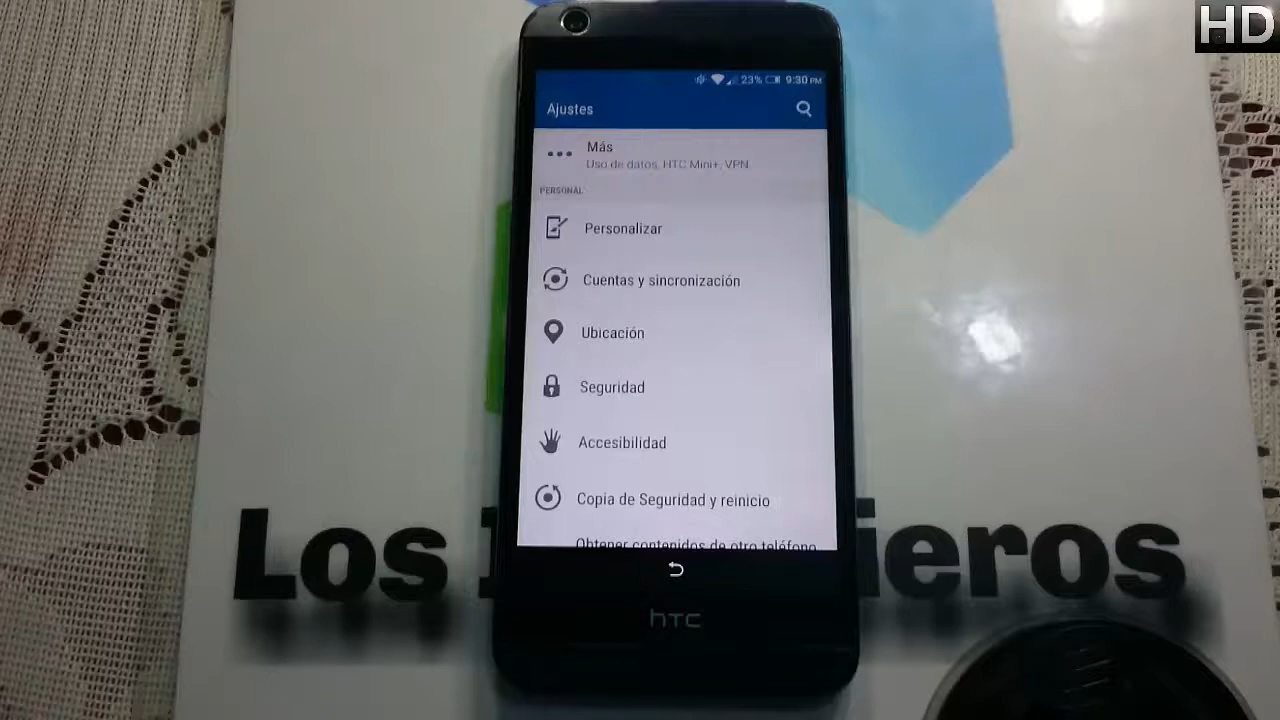 HD
23% 9:30 PM
Ajustes
Más
Uso de datos, HTC Mini+, VPN
PERSONAL
Personalizar
Cuentas y sincronización
Ubicación
Seguridad
Accesibilidad
Copia de Seguridad y reinicio
Obtener contenidos de otro teléfono
Los ieros
hTC